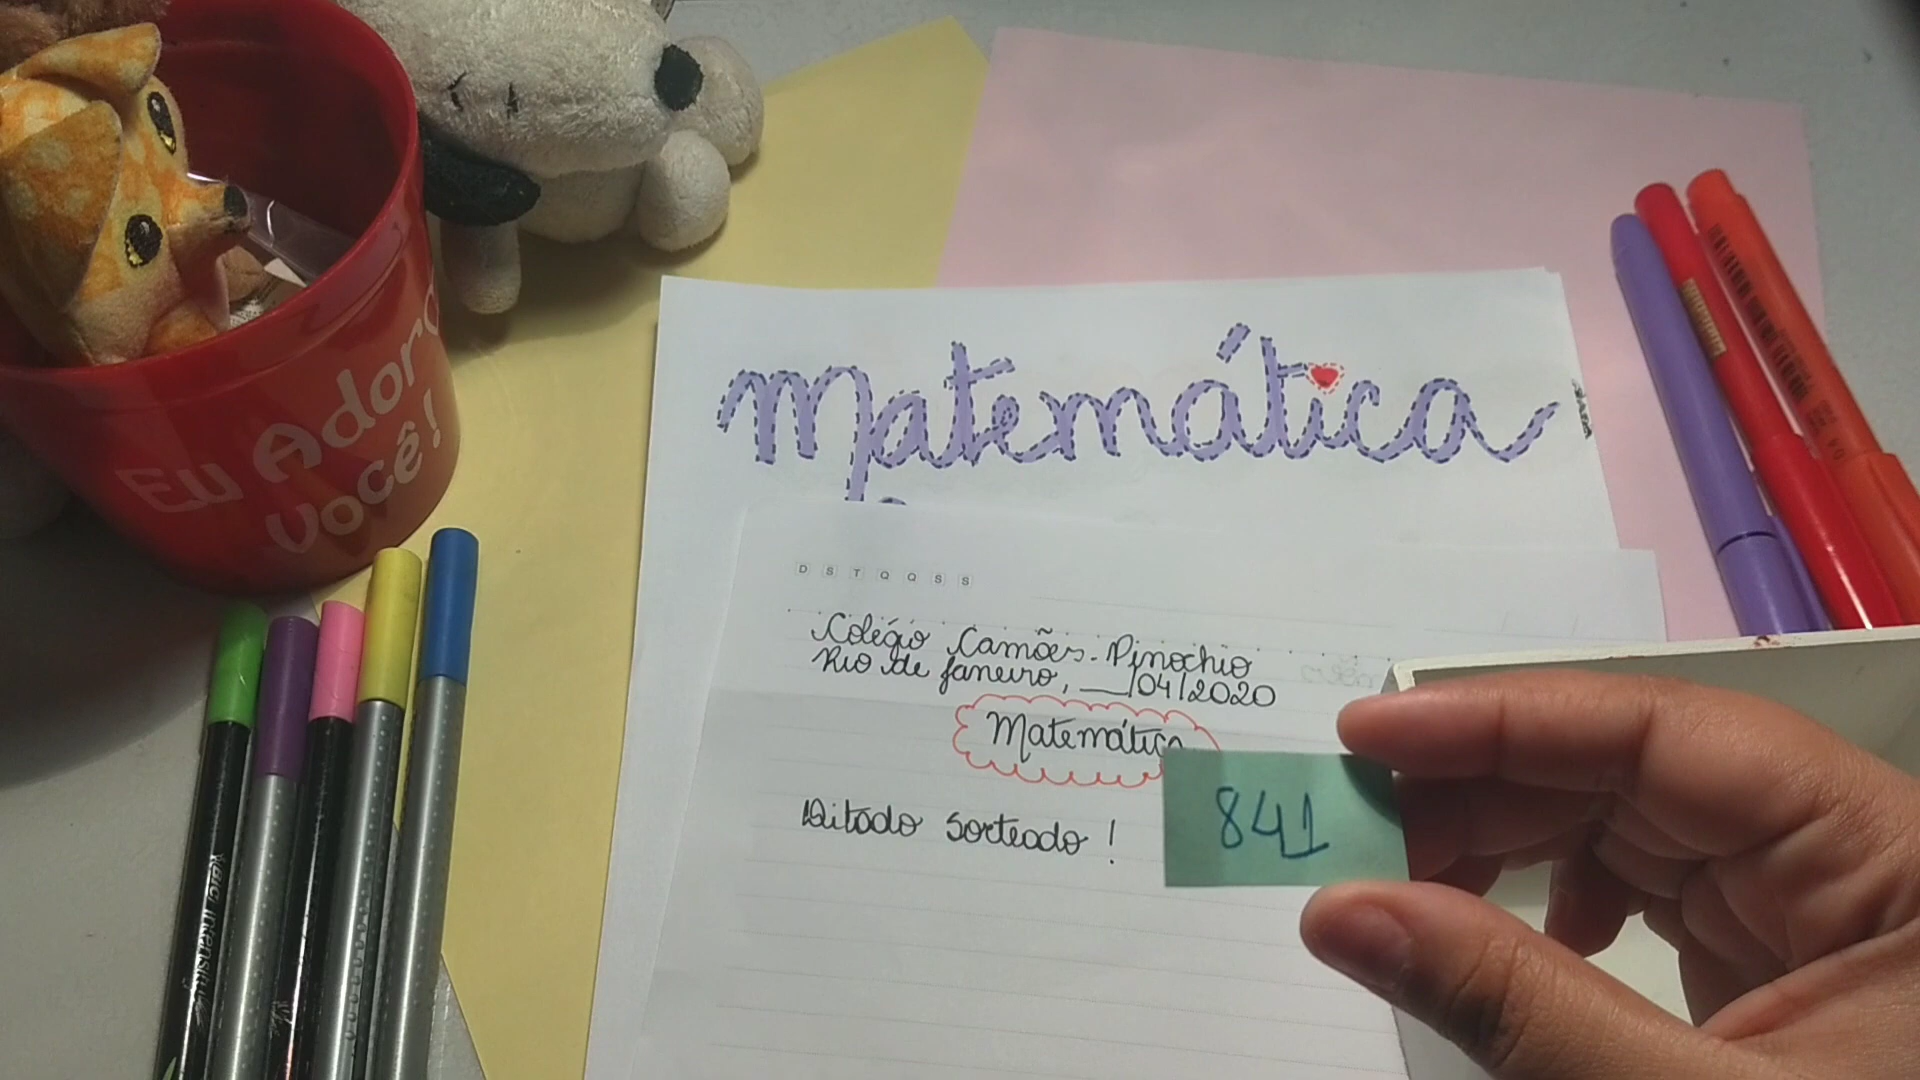 EU Adoro
você!
Matemática
D S T Q Q S S
Colégio Camões-Pinochio
Rio de Janeiro, __/04/2020
Matemática
Ditado Sorteado!
841